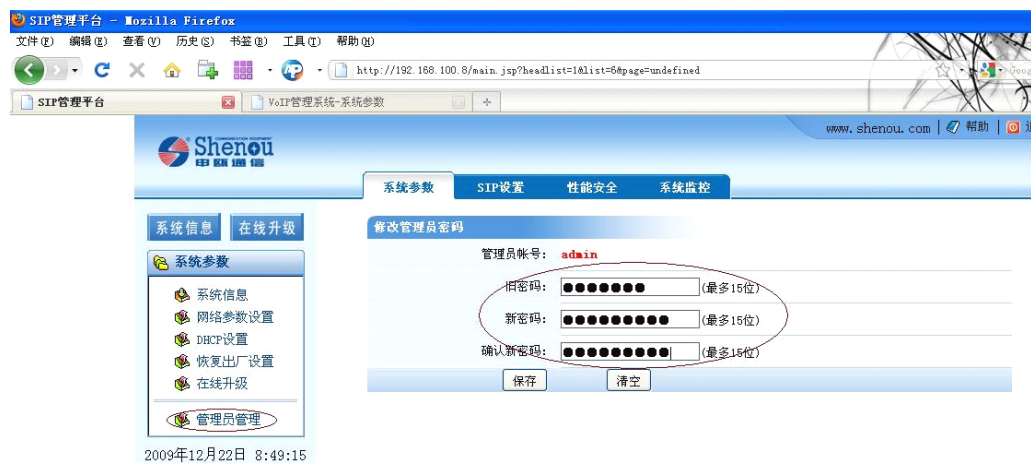 SIP管理平台 - Mozilla Firefox
文件(F) 编辑(E) 查看(V) 历史(S) 书签(B) 工具(T) 帮助(H)
http://192.168.100.8/main.jsp?headlist=1&list=6&page=undefined
SIP管理平台 VoIP管理系统-系统参数
www.shenou.com 帮助
Shenou
申瓯通信
系统参数 SIP设置 性能安全 系统监控
系统信息 在线升级
修改管理员密码
管理员帐号: admin
系统参数
旧密码: ●●●●●●● (最多15位)
系统信息
新密码: ●●●●●●●●● (最多15位)
网络参数设置
DHCP设置
确认新密码: ●●●●●●●●● (最多15位)
恢复出厂设置
在线升级
保存 清空
管理员管理
2009年12月22日 8:49:15